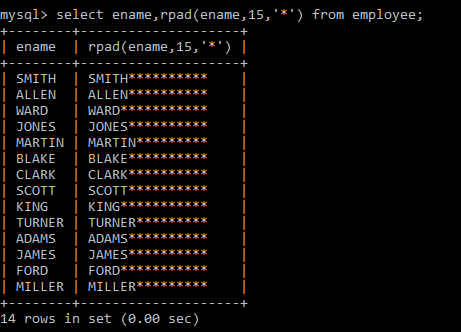 mysql> select ename,rpad(ename,15,'*') from employee;
+--------+--------------------+
| ename  | rpad(ename,15,'*') |
+--------+--------------------+
| SMITH  | SMITH**********    |
| ALLEN  | ALLEN**********    |
| WARD   | WARD***********    |
| JONES  | JONES**********    |
| MARTIN | MARTIN*********    |
| BLAKE  | BLAKE**********    |
| CLARK  | CLARK**********    |
| SCOTT  | SCOTT**********    |
| KING   | KING***********    |
| TURNER | TURNER*********    |
| ADAMS  | ADAMS**********    |
| JAMES  | JAMES**********    |
| FORD   | FORD***********    |
| MILLER | MILLER*********    |
+--------+--------------------+
14 rows in set (0.00 sec)